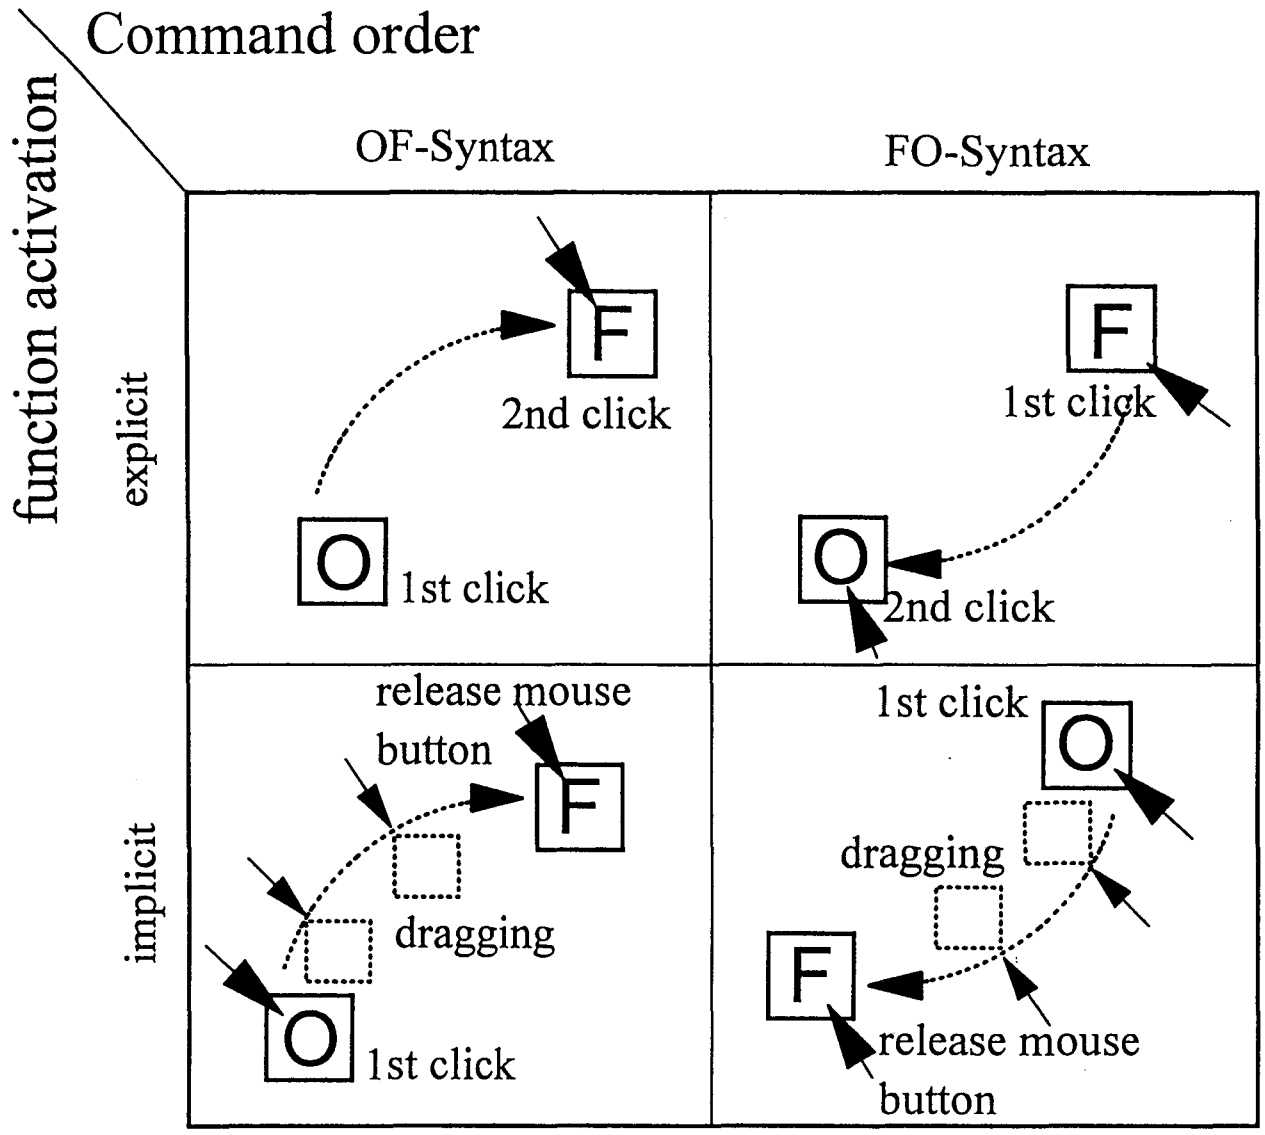 Command order
function activation
OF-Syntax
FO-Syntax
explicit
F
2nd click
O
1st click
F
1st click
O
2nd click
implicit
release mouse
button
F
dragging
O
1st click
1st click
O
dragging
F
release mouse
button